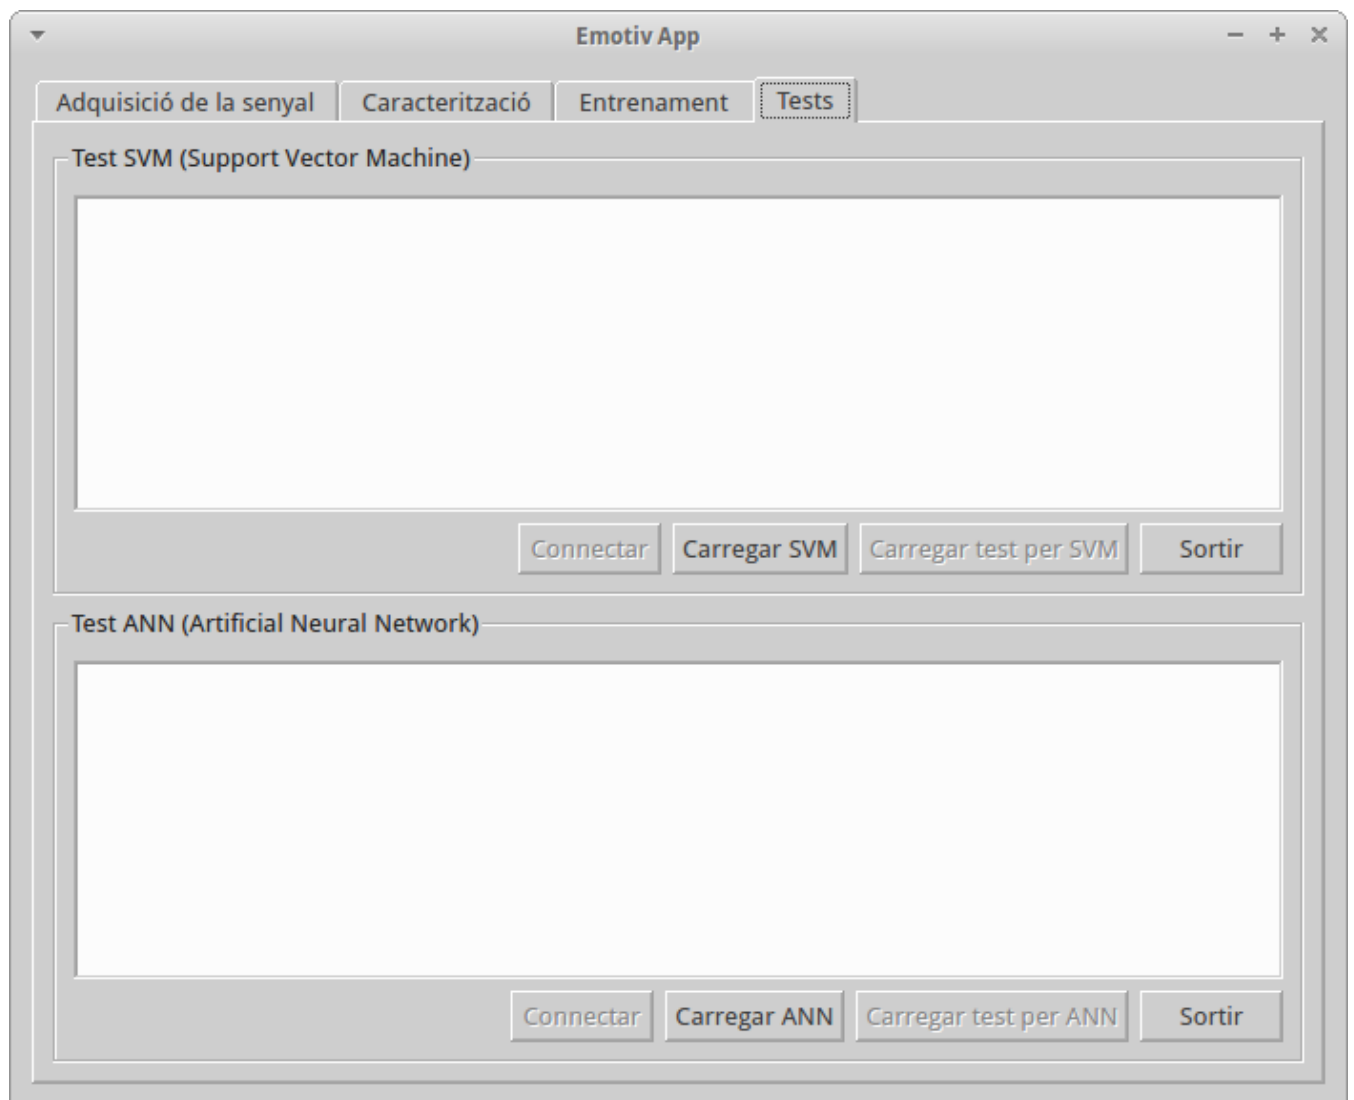 Emotiv App
Adquisició de la senyal Caracterització Entrenament Tests
Test SVM (Support Vector Machine)
Connectar Carregar SVM Carregar test per SVM Sortir
Test ANN (Artificial Neural Network)
Connectar Carregar ANN Carregar test per ANN Sortir